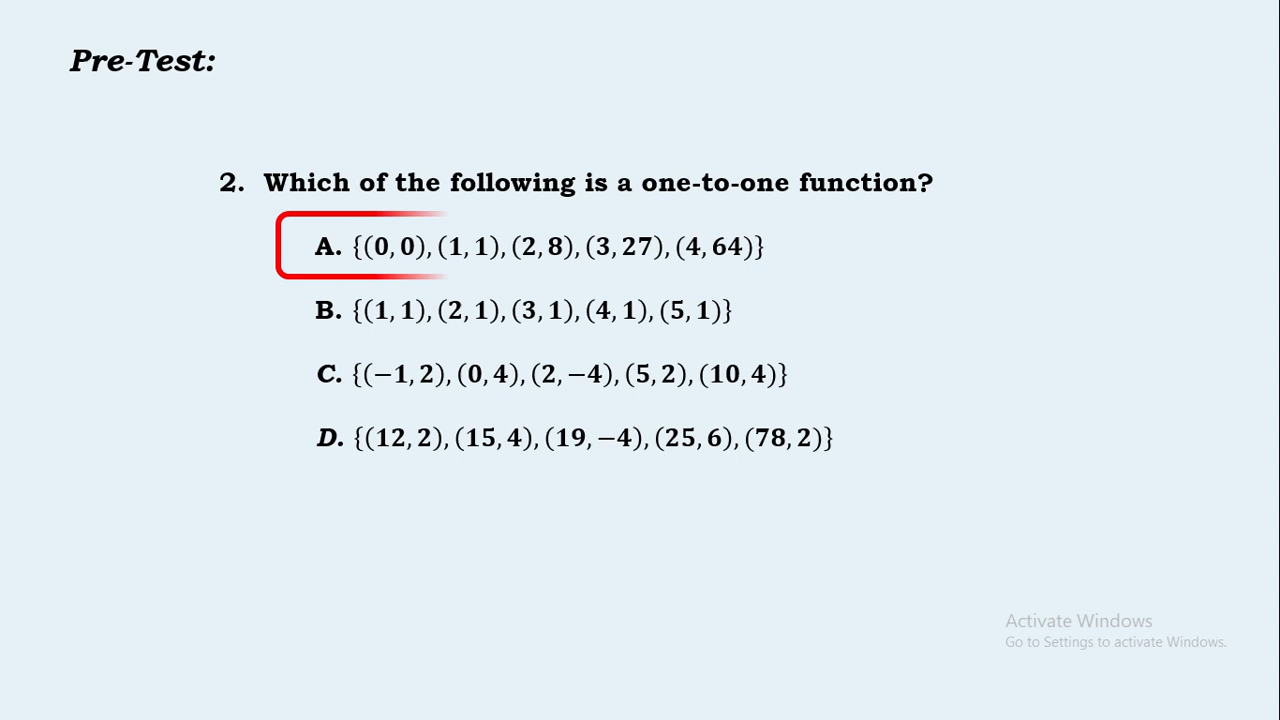 Pre-Test:
2. Which of the following is a one-to-one function?
A. {(0, 0), (1, 1), (2, 8), (3, 27), (4, 64)}
B. {(1, 1), (2, 1), (3, 1), (4, 1), (5, 1)}
C. {(−1, 2), (0, 4), (2, −4), (5, 2), (10, 4)}
D. {(12, 2), (15, 4), (19, −4), (25, 6), (78, 2)}
Activate Windows
Go to Settings to activate Windows.